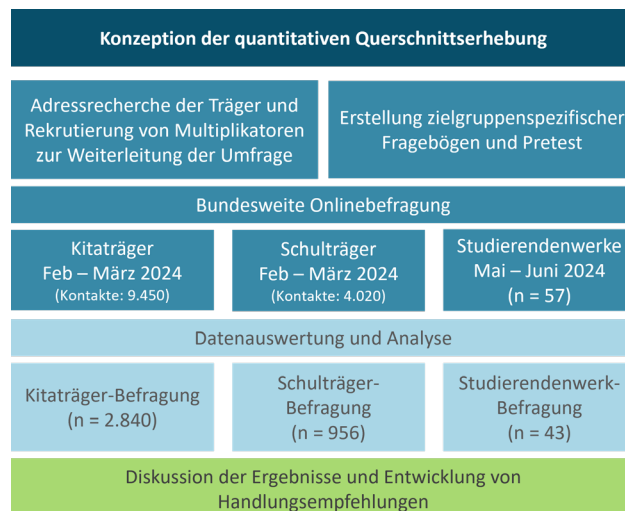 Konzeption der quantitativen Querschnittserhebung
Adressrecherche der Träger und
Rekrutierung von Multiplikatoren
zur Weiterleitung der Umfrage
Erstellung zielgruppenspezifischer
Fragebögen und Pretest
Bundesweite Onlinebefragung
Kitaträger
Feb – März 2024
(Kontakte: 9.450)
Schulträger
Feb – März 2024
(Kontakte: 4.020)
Studierendenwerke
Mai – Juni 2024
(n = 57)
Datenauswertung und Analyse
Kitaträger-Befragung
(n = 2.840)
Schulträger-
Befragung
(n = 956)
Studierendenwerk-
Befragung
(n = 43)
Diskussion der Ergebnisse und Entwicklung von
Handlungsempfehlungen